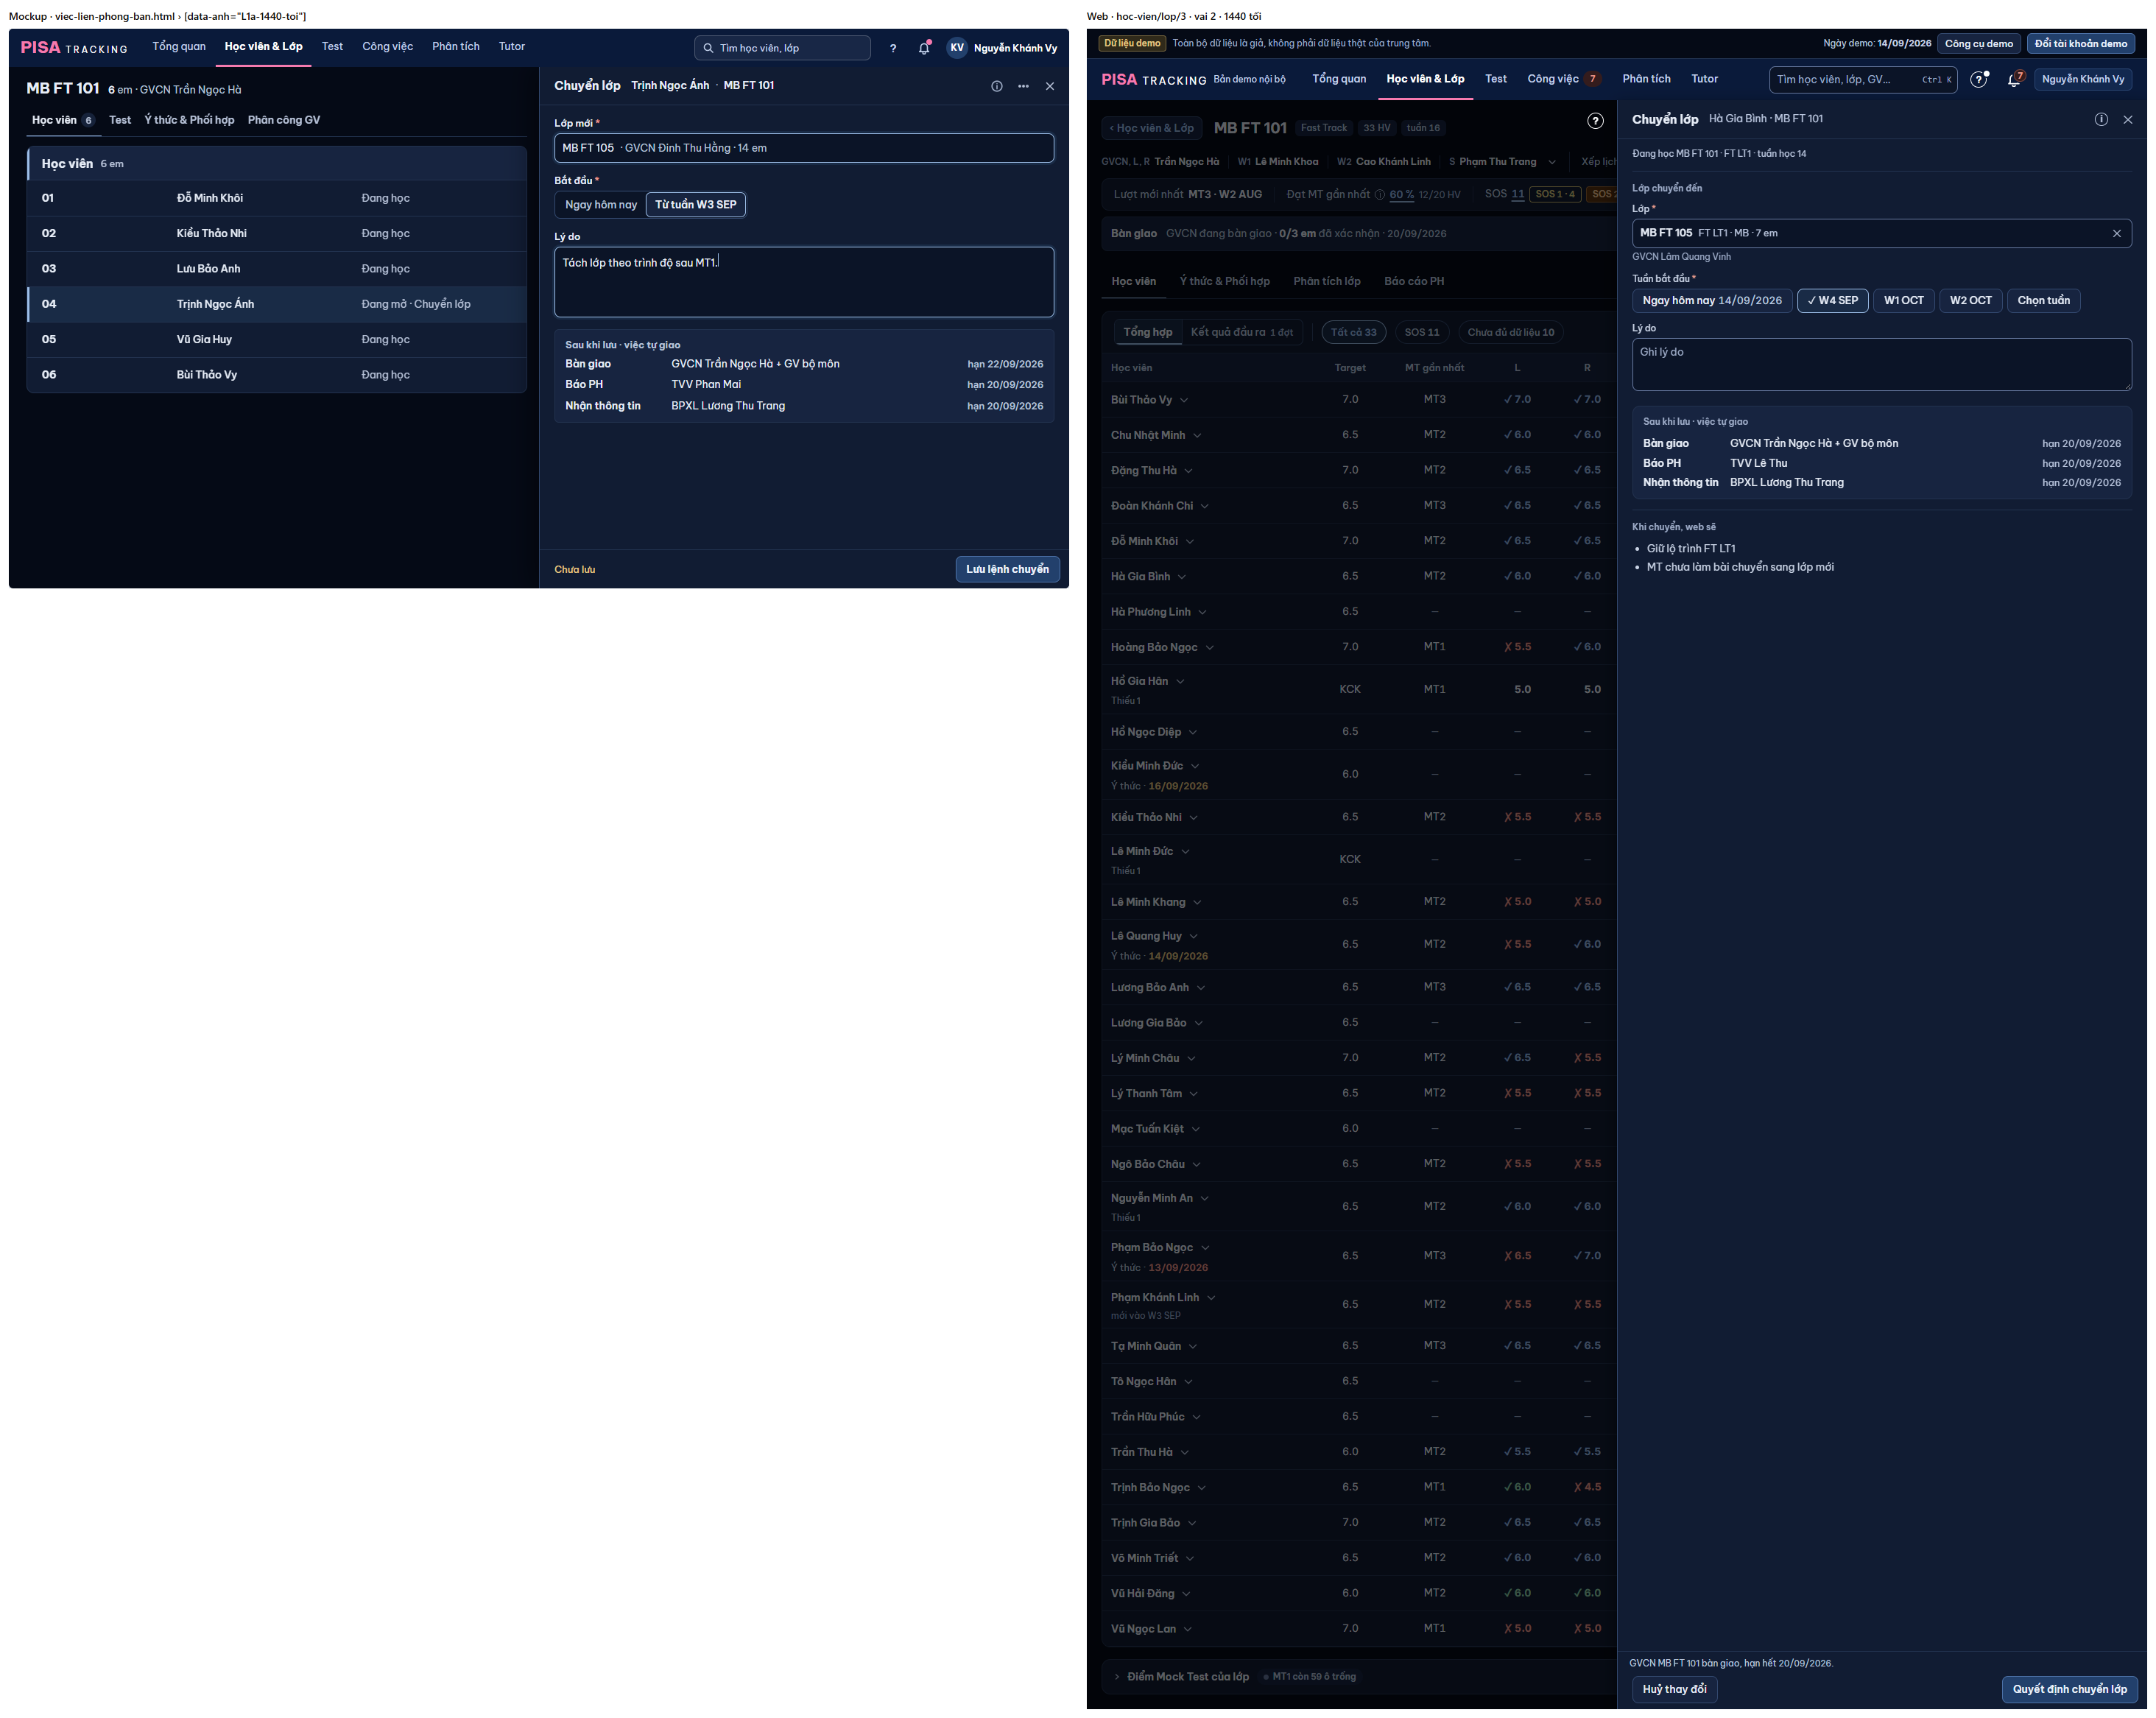 Mockup · viec-lien-phong-ban.html › [data-anh="L1a-1440-toi"]
PISA TRACKING Tổng quan Học viên & Lớp Test Công việc Phân tích Tutor Tìm học viên, lớp ? KV Nguyễn Khánh Vy
MB FT 101 6 em · GVCN Trần Ngọc Hà
Học viên 6 Test Ý thức & Phối hợp Phân công GV
Học viên 6 em
01 Đỗ Minh Khôi Đang học
02 Kiều Thảo Nhi Đang học
03 Lưu Bảo Anh Đang học
04 Trịnh Ngọc Ánh Đang mở · Chuyển lớp
05 Vũ Gia Huy Đang học
06 Bùi Thảo Vy Đang học
Chuyển lớp Trịnh Ngọc Ánh · MB FT 101
Lớp mới *
MB FT 105 · GVCN Đinh Thu Hằng · 14 em
Bắt đầu *
Ngay hôm nay Từ tuần W3 SEP
Lý do
Tách lớp theo trình độ sau MT1.
Sau khi lưu · việc tự giao
Bàn giao GVCN Trần Ngọc Hà + GV bộ môn hạn 22/09/2026
Báo PH TVV Phan Mai hạn 20/09/2026
Nhận thông tin BPXL Lương Thu Trang hạn 20/09/2026
Chưa lưu Lưu lệnh chuyển
Web · hoc-vien/lop/3 · vai 2 · 1440 tối
Dữ liệu demo Toàn bộ dữ liệu là giả, không phải dữ liệu thật của trung tâm. Ngày demo: 14/09/2026 Công cụ demo Đổi tài khoản demo
PISA TRACKING Bản demo nội bộ Tổng quan Học viên & Lớp Test Công việc 7 Phân tích Tutor Tìm học viên, lớp, GV... Ctrl K ? 7 Nguyễn Khánh Vy
‹ Học viên & Lớp MB FT 101 Fast Track 33 HV tuần 16 ?
GVCN, L, R Trần Ngọc Hà W1 Lê Minh Khoa W2 Cao Khánh Linh S Phạm Thu Trang Xếp lịch
Lượt mới nhất MT3 · W2 AUG Đạt MT gần nhất 60 % 12/20 HV SOS 11 SOS 1 · 4 SOS 2
Bàn giao GVCN đang bàn giao · 0/3 em đã xác nhận · 20/09/2026
Học viên Ý thức & Phối hợp Phân tích lớp Báo cáo PH
Tổng hợp Kết quả đầu ra 1 đợt Tất cả 33 SOS 11 Chưa đủ dữ liệu 10
Học viên Target MT gần nhất L R
Bùi Thảo Vy 7.0 MT3 ✓ 7.0 ✓ 7.0
Chu Nhật Minh 6.5 MT2 ✓ 6.0 ✓ 6.0
Đặng Thu Hà 7.0 MT2 ✓ 6.5 ✓ 6.5
Đoàn Khánh Chi 6.5 MT3 ✓ 6.5 ✓ 6.5
Đỗ Minh Khôi 7.0 MT2 ✓ 6.5 ✓ 6.5
Hà Gia Bình 6.5 MT2 ✓ 6.0 ✓ 6.0
Hà Phương Linh 6.5 — — —
Hoàng Bảo Ngọc 7.0 MT1 ✗ 5.5 ✓ 6.0
Hồ Gia Hân KCK MT1 5.0 5.0
Thiếu 1
Hồ Ngọc Diệp 6.5 — — —
Kiều Minh Đức 6.0 — — —
Ý thức · 16/09/2026
Kiều Thảo Nhi 6.5 MT2 ✗ 5.5 ✗ 5.5
Lê Minh Đức KCK — — —
Thiếu 1
Lê Minh Khang 6.5 MT2 ✗ 5.0 ✗ 5.0
Lê Quang Huy 6.5 MT2 ✗ 5.5 ✓ 6.0
Ý thức · 14/09/2026
Lương Bảo Anh 6.5 MT3 ✓ 6.5 ✓ 6.5
Lương Gia Bảo 6.5 — — —
Lý Minh Châu 7.0 MT2 ✓ 6.5 ✗ 5.5
Lý Thanh Tâm 6.5 MT2 ✗ 5.5 ✗ 5.5
Mạc Tuấn Kiệt 6.0 — — —
Ngô Bảo Châu 6.5 MT2 ✗ 5.5 ✗ 5.5
Nguyễn Minh An 6.5 MT2 ✓ 6.0 ✓ 6.0
Thiếu 1
Phạm Bảo Ngọc 6.5 MT3 ✗ 6.5 ✓ 7.0
Ý thức · 13/09/2026
Phạm Khánh Linh 6.5 MT2 ✗ 5.5 ✗ 5.5
mới vào W3 SEP
Tạ Minh Quân 6.5 MT3 ✓ 6.5 ✓ 6.5
Tô Ngọc Hân 6.5 — — —
Trần Hữu Phúc 6.5 — — —
Trần Thu Hà 6.0 MT2 ✓ 5.5 ✓ 5.5
Trịnh Bảo Ngọc 6.5 MT1 ✓ 6.0 ✗ 4.5
Trịnh Gia Bảo 7.0 MT2 ✓ 6.5 ✓ 6.5
Võ Minh Triết 6.5 MT2 ✓ 6.0 ✓ 6.0
Vũ Hải Đăng 6.0 MT2 ✓ 6.0 ✓ 6.0
Vũ Ngọc Lan 7.0 MT1 ✗ 5.0 ✗ 5.0
› Điểm Mock Test của lớp MT1 còn 59 ô trống
Chuyển lớp Hà Gia Bình · MB FT 101
Đang học MB FT 101 · FT LT1 · tuần học 14
Lớp chuyển đến
Lớp *
MB FT 105 FT LT1 · MB · 7 em
GVCN Lâm Quang Vinh
Tuần bắt đầu *
Ngay hôm nay 14/09/2026 ✓ W4 SEP W1 OCT W2 OCT Chọn tuần
Lý do
Ghi lý do
Sau khi lưu · việc tự giao
Bàn giao GVCN Trần Ngọc Hà + GV bộ môn hạn 20/09/2026
Báo PH TVV Lê Thu hạn 20/09/2026
Nhận thông tin BPXL Lương Thu Trang hạn 20/09/2026
Khi chuyển, web sẽ
• Giữ lộ trình FT LT1
• MT chưa làm bài chuyển sang lớp mới
GVCN MB FT 101 bàn giao, hạn hết 20/09/2026.
Huỷ thay đổi Quyết định chuyển lớp